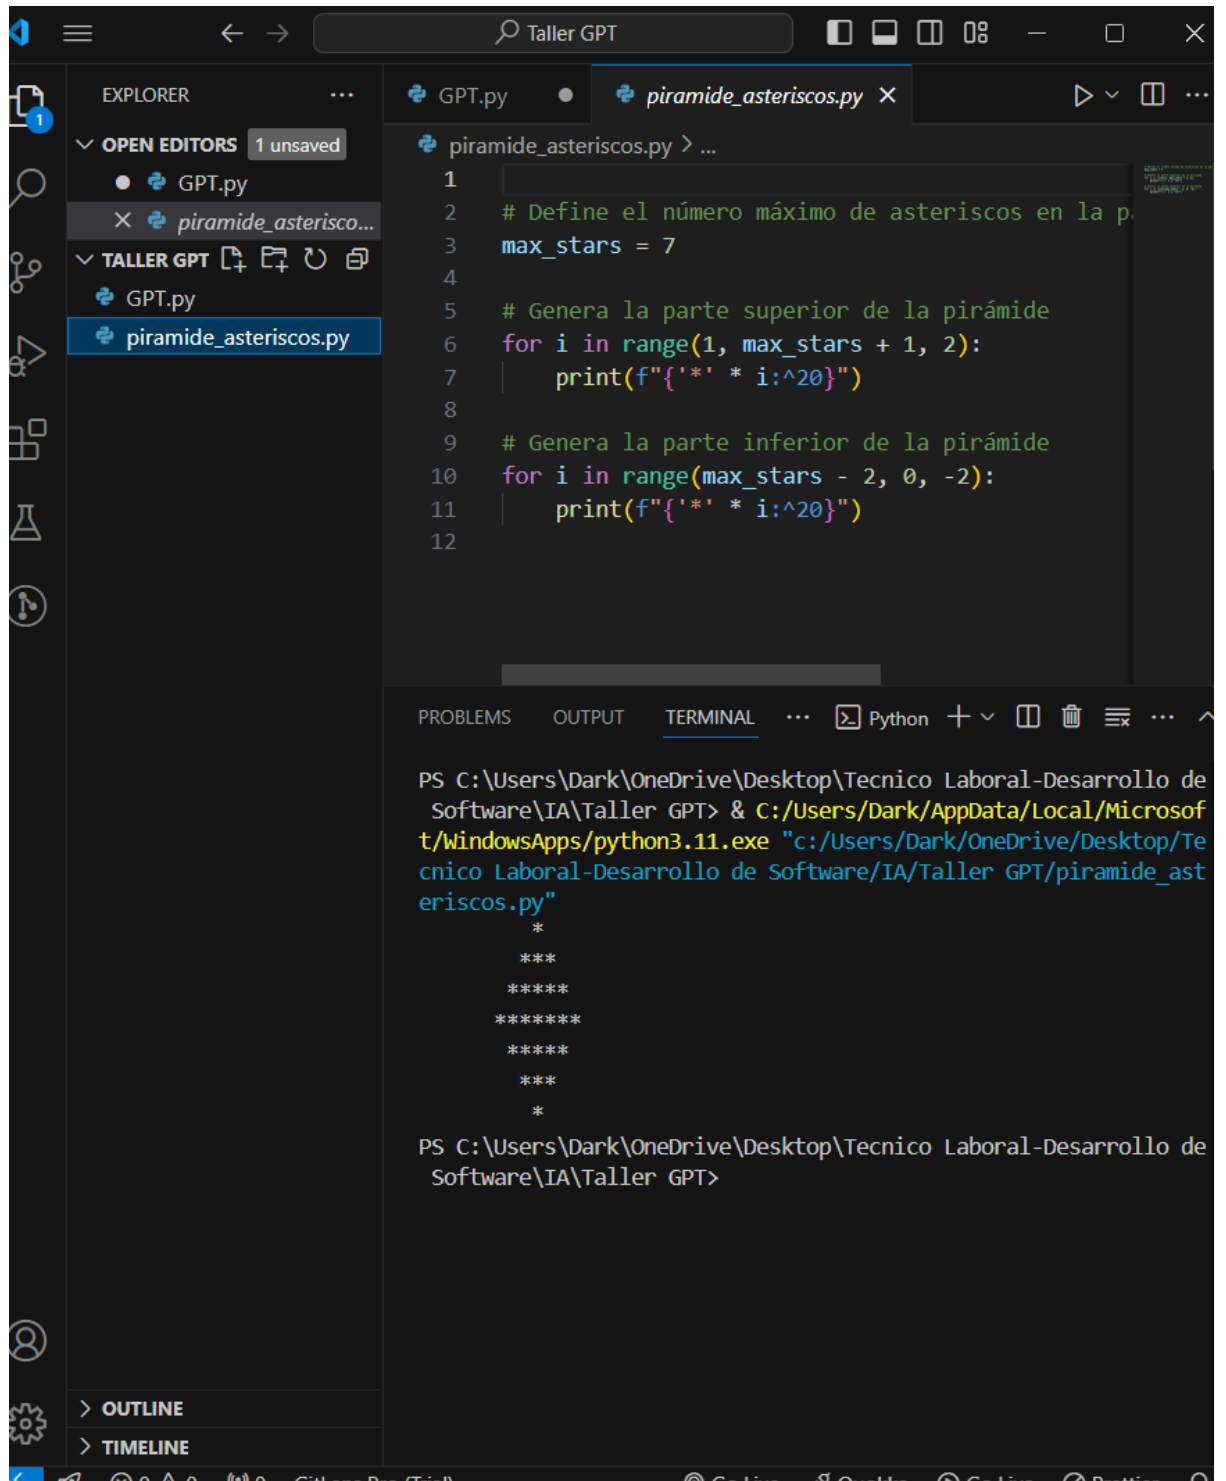 Taller GPT
EXPLORER
OPEN EDITORS 1 unsaved
GPT.py
piramide_asterisco...
TALLER GPT
GPT.py
piramide_asteriscos.py
OUTLINE
TIMELINE
1
GPT.py
piramide_asteriscos.py
piramide_asteriscos.py > ...
1
2 # Define el número máximo de asteriscos en la
3 max_stars = 7
4
5 # Genera la parte superior de la pirámide
6 for i in range(1, max_stars + 1, 2):
7 print(f"{'*' * i:^20}")
8
9 # Genera la parte inferior de la pirámide
10 for i in range(max_stars - 2, 0, -2):
11 print(f"{'*' * i:^20}")
12
PROBLEMS OUTPUT TERMINAL ... Python
PS C:\Users\Dark\OneDrive\Desktop\Tecnico Laboral-Desarrollo de
Software\IA\Taller GPT> & C:/Users/Dark/AppData/Local/Microsof
t/WindowsApps/python3.11.exe "c:/Users/Dark/OneDrive/Desktop/Te
cnico Laboral-Desarrollo de Software/IA/Taller GPT/piramide_ast
eriscos.py"
*
***
*****
*******
*****
***
*
PS C:\Users\Dark\OneDrive\Desktop\Tecnico Laboral-Desarrollo de
Software\IA\Taller GPT>